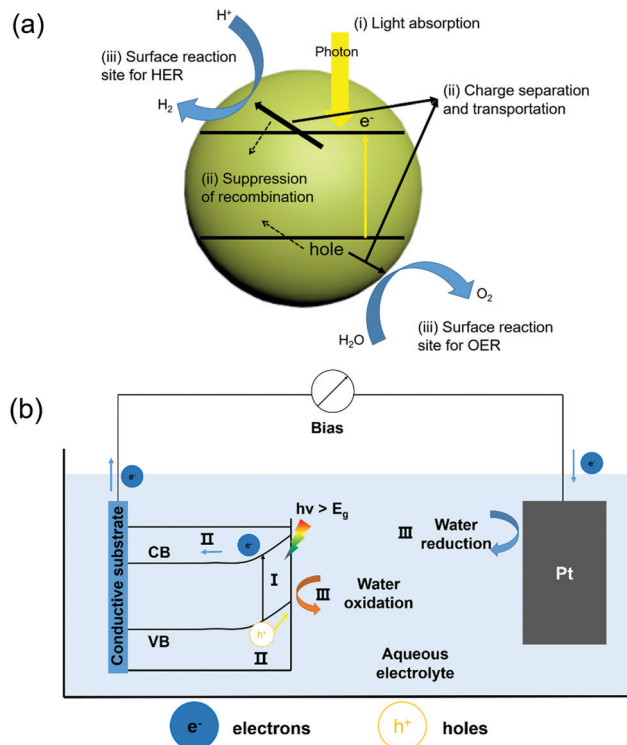 (a)
H⁺
(i) Light absorption
(iii) Surface reaction
site for HER
Photon
(ii) Charge separation
and transportation
H₂
e⁻
(ii) Suppression
of recombination
hole
O₂
H₂O
(iii) Surface reaction
site for OER
(b)
Bias
e⁻
e⁻
Conductive substrate
hv > Eg
II
e⁻
CB
I
III
Water
reduction
Pt
III
Water
oxidation
VB
h⁺
II
Aqueous
electrolyte
e⁻
electrons
h⁺
holes